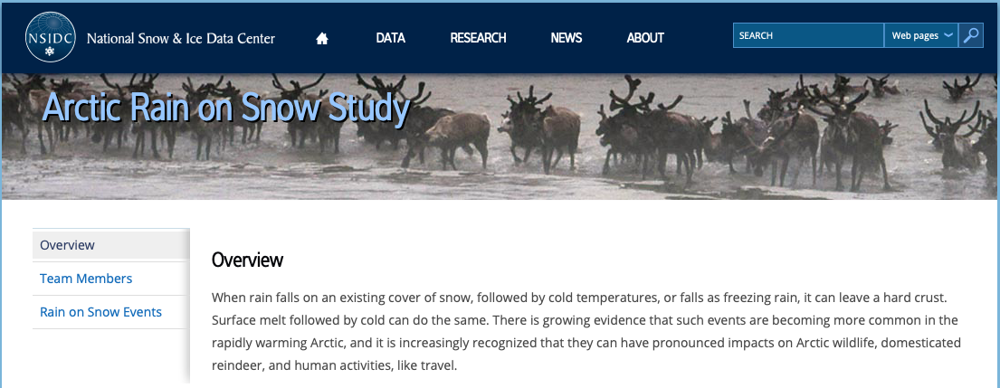 NSIDC National Snow & Ice Data Center DATA RESEARCH NEWS ABOUT SEARCH Web pages
Arctic Rain on Snow Study
Overview
Team Members
Rain on Snow Events
Overview
When rain falls on an existing cover of snow, followed by cold temperatures, or falls as freezing rain, it can leave a hard crust.
Surface melt followed by cold can do the same. There is growing evidence that such events are becoming more common in the
rapidly warming Arctic, and it is increasingly recognized that they can have pronounced impacts on Arctic wildlife, domesticated
reindeer, and human activities, like travel.